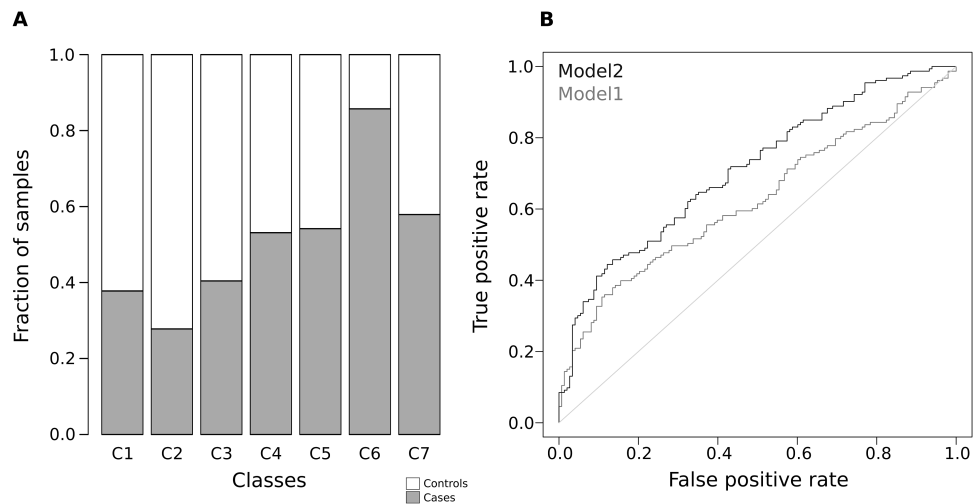 A
1.0
0.8
0.6
0.4
0.2
0.0
Fraction of samples
C1 C2 C3 C4 C5 C6 C7
Classes
Controls
Cases
B
Model2
Model1
1.0
0.8
0.6
0.4
0.2
0.0
True positive rate
0.0 0.2 0.4 0.6 0.8 1.0
False positive rate